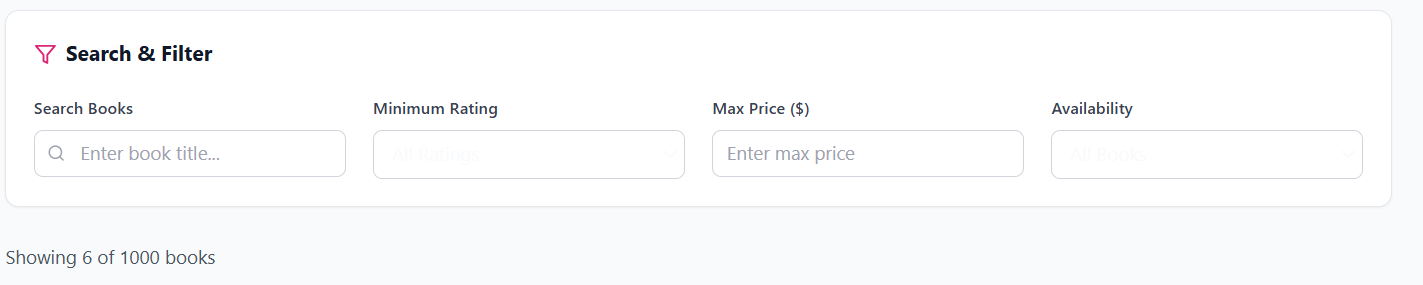 Search & Filter
Search Books
Minimum Rating
Max Price ($)
Availability
Enter book title...
All Ratings
Enter max price
All Books
Showing 6 of 1000 books